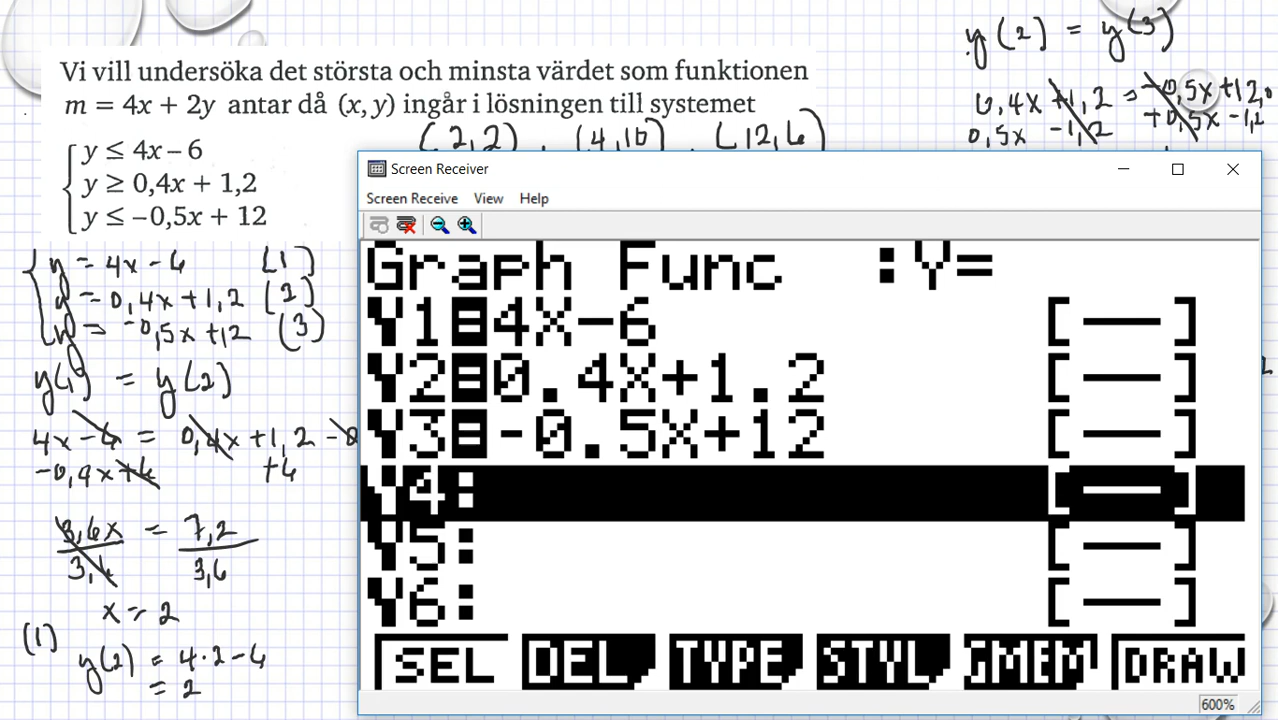 Vi vill undersöka det största och minsta värdet som funktionen
m = 4x + 2y antar då (x, y) ingår i lösningen till systemet
y ≤ 4x – 6
y ≥ 0,4x + 1,2
y ≤ –0,5x + 12
(2,2), (4,10), (12,6)
y = 4x - 6 (1)
y = 0,4x + 1,2 (2)
y = -0,5x + 12 (3)
y(1) = y(2)
4x - 6 = 0,4x + 1,2
-0,4x + 6 +6
3,6x = 7,2
3,6 3,6
x = 2
(1)
y(2) = 4·2 - 6
= 2
y(2) = y(3)
0,4x + 1,2 = -0,5x + 12,0
0,5x - 1,2 +0,5x - 1,2
Screen Receiver
Screen Receive View Help
Graph Func :Y=
Y1=4X-6 [—]
Y2=0.4X+1.2 [—]
Y3=-0.5X+12 [—]
Y4: [—]
Y5: [—]
Y6: [—]
SEL DEL TYPE STYL GMEM DRAW
600%